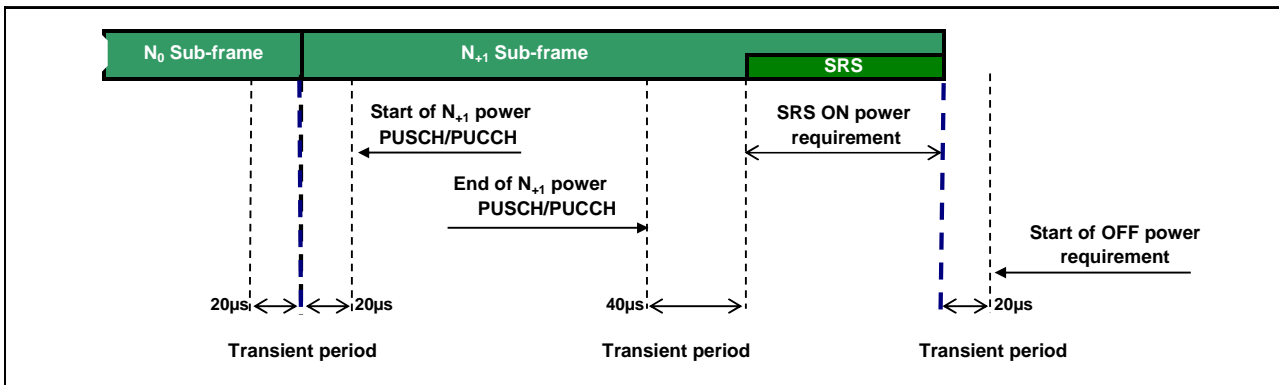 N0 Sub-frame
N+1 Sub-frame
SRS
Start of N+1 power
PUSCH/PUCCH
SRS ON power
requirement
End of N+1 power
PUSCH/PUCCH
Start of OFF power
requirement
20µs
20µs
40µs
20µs
Transient period
Transient period
Transient period